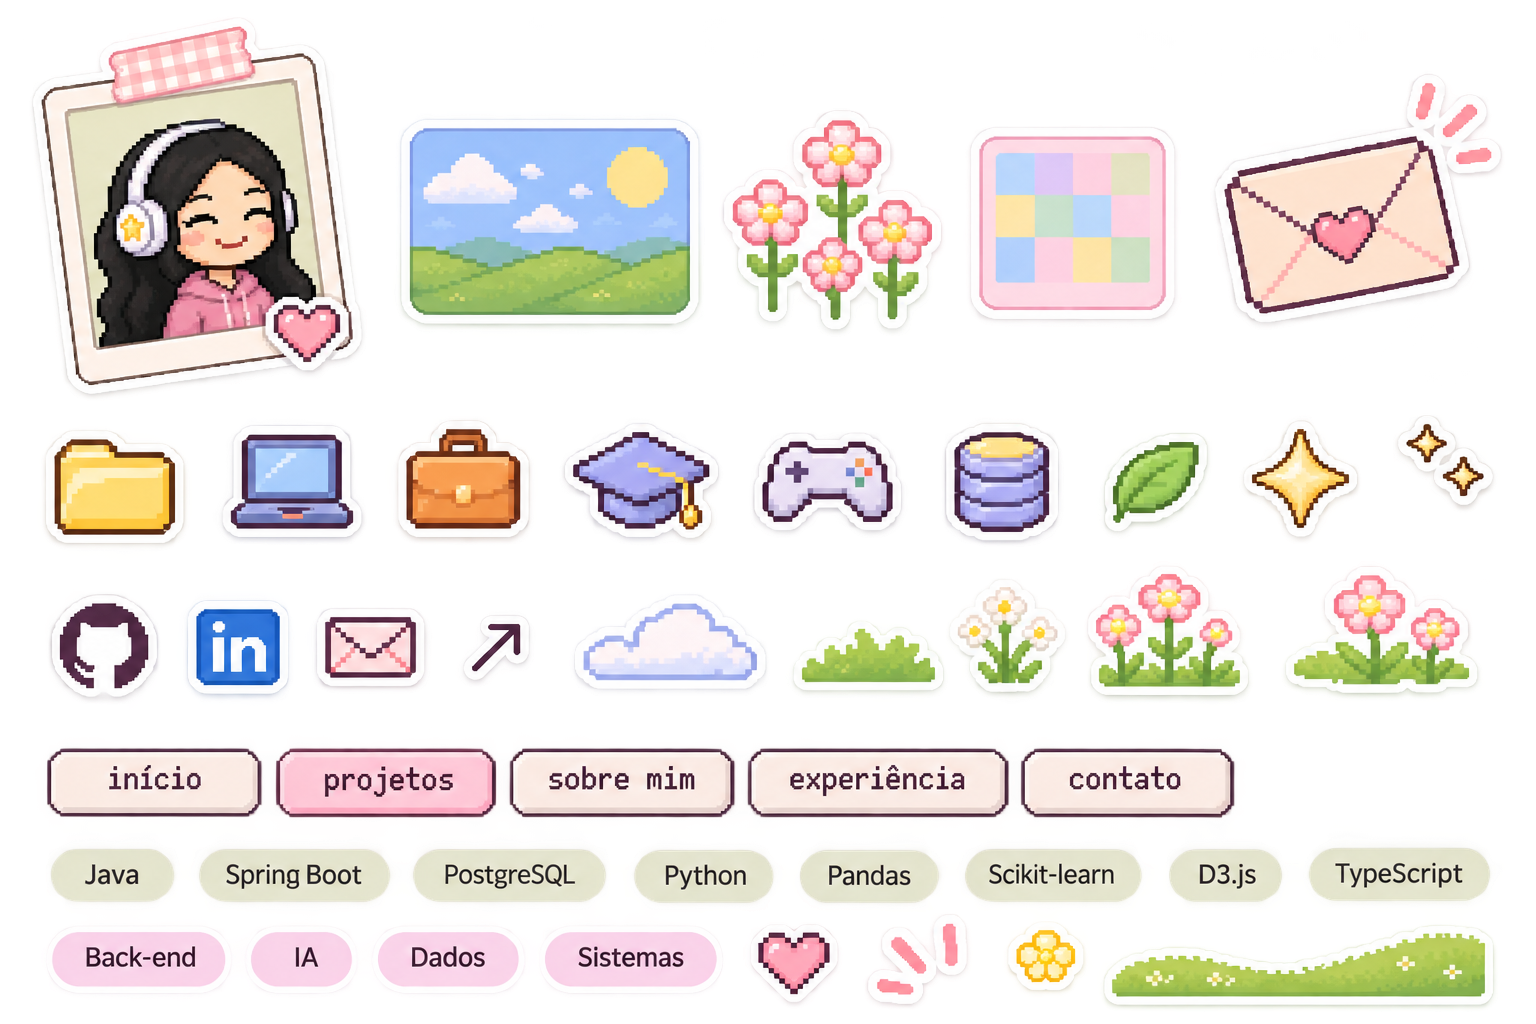 in
início projetos sobre mim experiência contato
Java Spring Boot PostgreSQL Python Pandas Scikit-learn D3.js TypeScript
Back-end IA Dados Sistemas